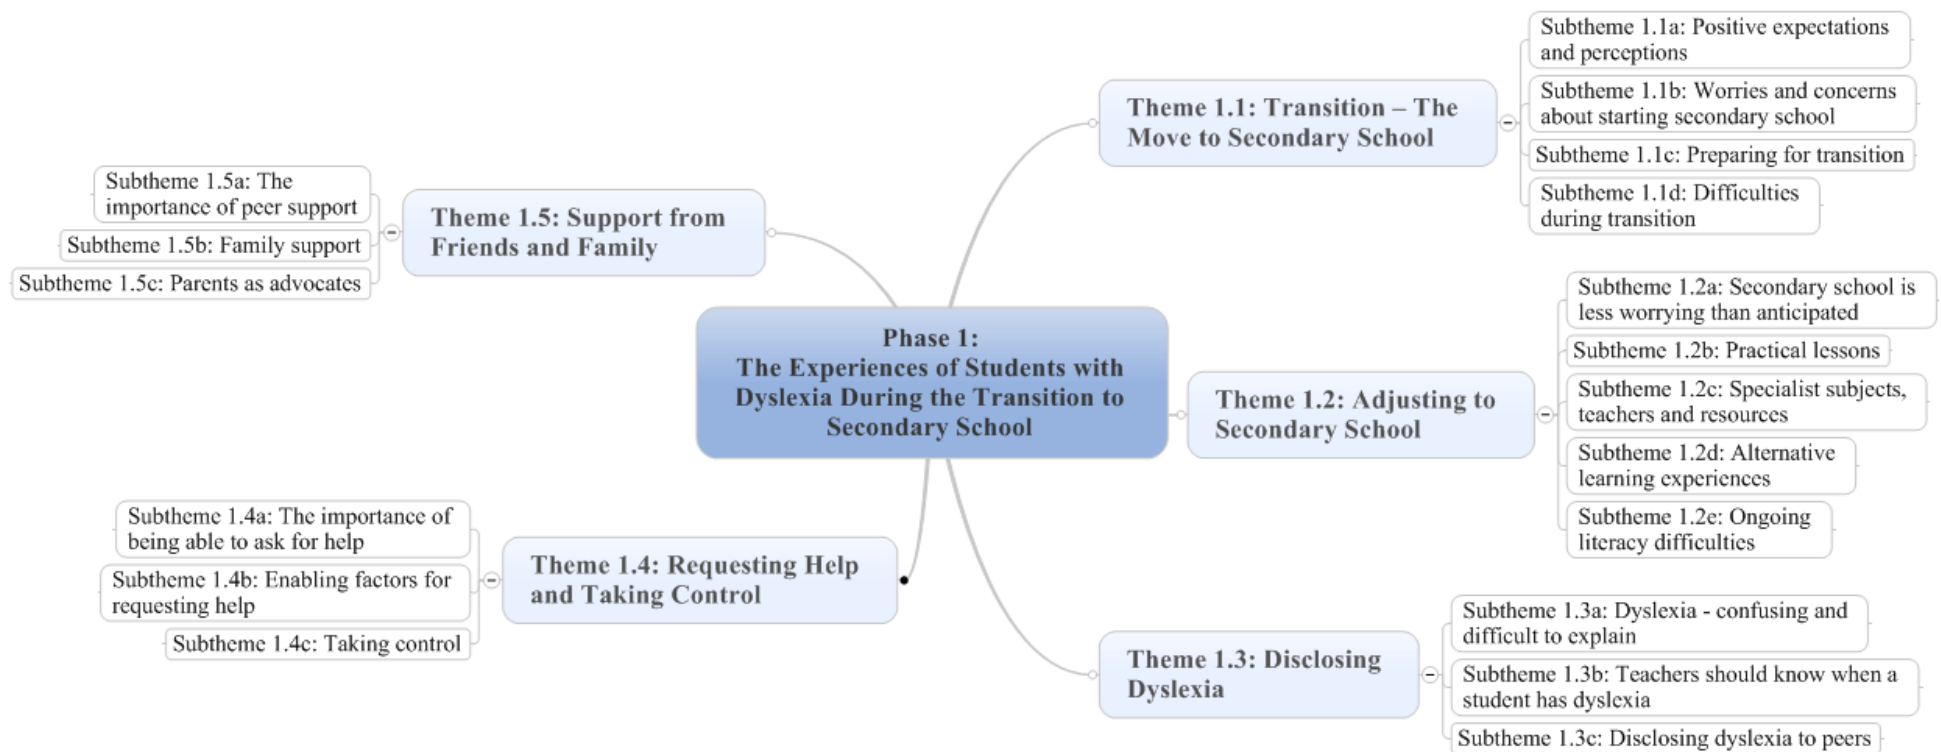 Phase 1:
The Experiences of Students with
Dyslexia During the Transition to
Secondary School
Theme 1.1: Transition – The
Move to Secondary School
Subtheme 1.1a: Positive expectations
and perceptions
Subtheme 1.1b: Worries and concerns
about starting secondary school
Subtheme 1.1c: Preparing for transition
Subtheme 1.1d: Difficulties
during transition
Theme 1.2: Adjusting to
Secondary School
Subtheme 1.2a: Secondary school is
less worrying than anticipated
Subtheme 1.2b: Practical lessons
Subtheme 1.2c: Specialist subjects,
teachers and resources
Subtheme 1.2d: Alternative
learning experiences
Subtheme 1.2e: Ongoing
literacy difficulties
Theme 1.3: Disclosing
Dyslexia
Subtheme 1.3a: Dyslexia - confusing and
difficult to explain
Subtheme 1.3b: Teachers should know when a
student has dyslexia
Subtheme 1.3c: Disclosing dyslexia to peers
Theme 1.4: Requesting Help
and Taking Control
Subtheme 1.4a: The importance of
being able to ask for help
Subtheme 1.4b: Enabling factors for
requesting help
Subtheme 1.4c: Taking control
Theme 1.5: Support from
Friends and Family
Subtheme 1.5a: The
importance of peer support
Subtheme 1.5b: Family support
Subtheme 1.5c: Parents as advocates